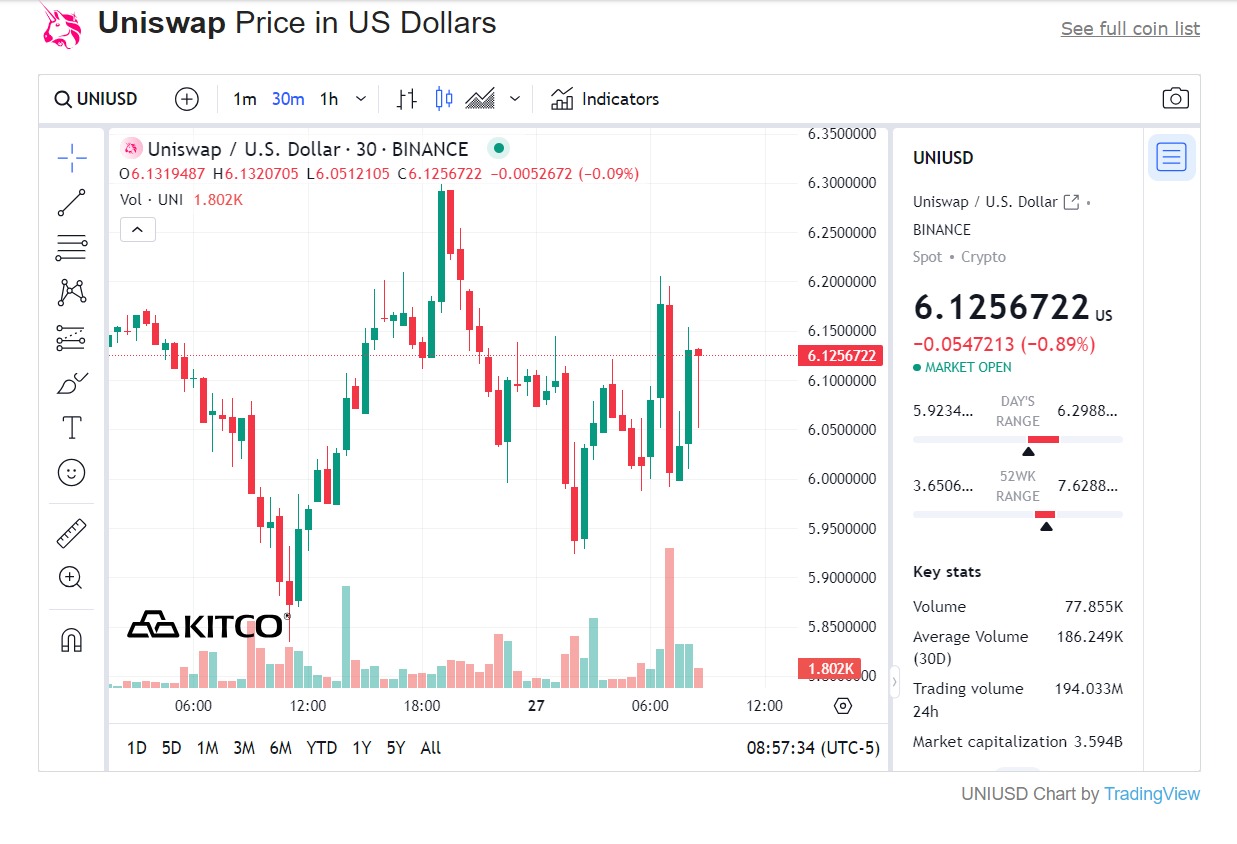 Uniswap Price in US Dollars
See full coin list
UNIUSD
1m 30m 1h
Indicators
Uniswap / U.S. Dollar · 30 · BINANCE
O6.1319487 H6.1320705 L6.0512105 C6.1256722 −0.0052672 (−0.09%)
Vol · UNI 1.802K
6.3500000
6.3000000
6.2500000
6.2000000
6.1500000
6.1256722
6.1000000
6.0500000
6.0000000
5.9500000
5.9000000
5.8500000
1.802K
KITCO®
06:00 12:00 18:00 27 06:00 12:00
1D 5D 1M 3M 6M YTD 1Y 5Y All
08:57:34 (UTC-5)
UNIUSD
Uniswap / U.S. Dollar
BINANCE
Spot • Crypto
6.1256722 US
−0.0547213 (−0.89%)
MARKET OPEN
5.9234... DAY'S RANGE 6.2988...
3.6506... 52WK RANGE 7.6288...
Key stats
Volume 77.855K
Average Volume (30D) 186.249K
Trading volume 24h 194.033M
Market capitalization 3.594B
UNIUSD Chart by TradingView